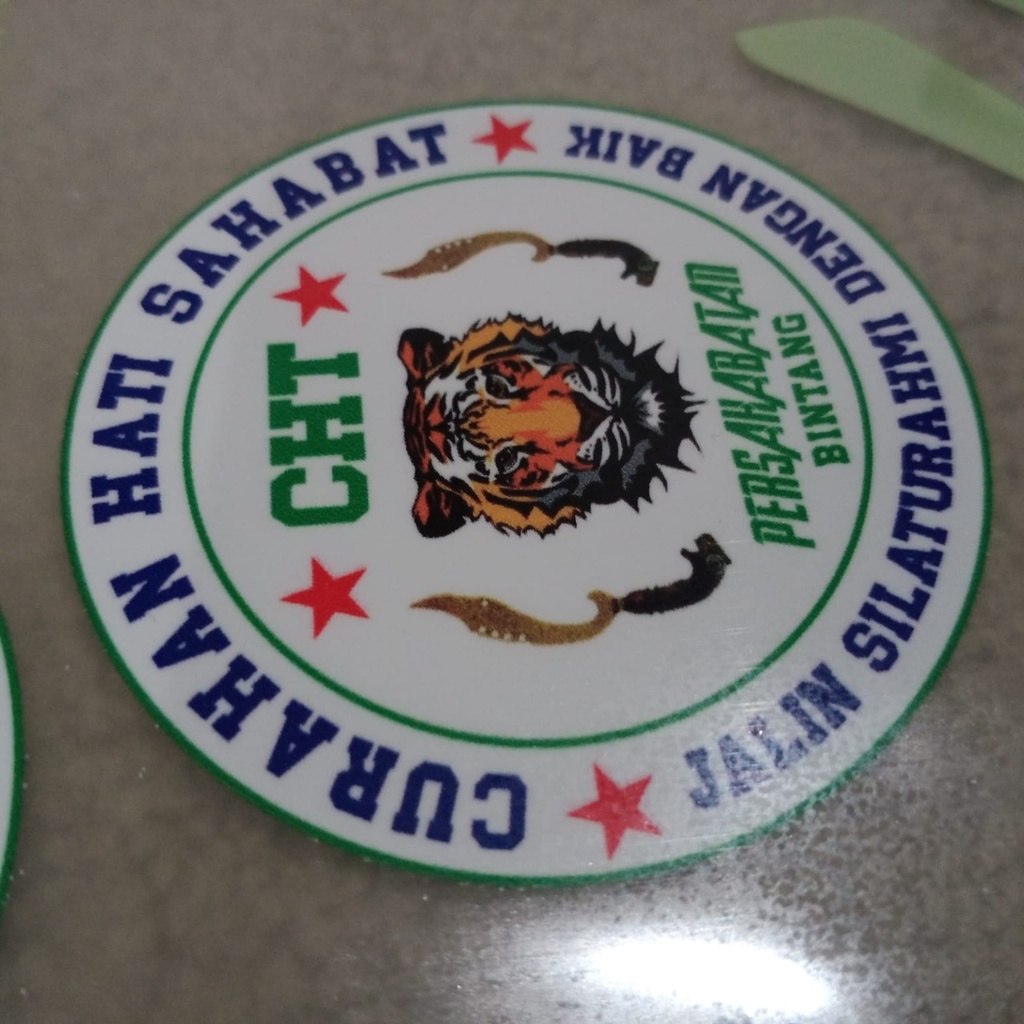 CURAHAN HATI SAHABAT
CHT
PERSAHABATAN
BINTANG
JALIN SILATURAHMI DENGAN BAIK